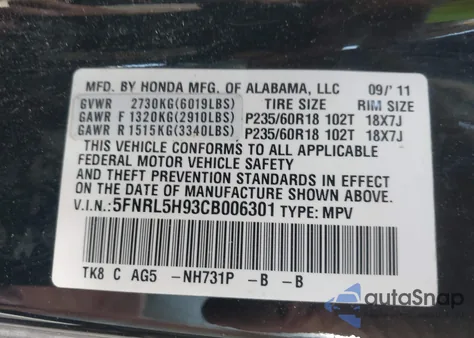 MFD. BY HONDA MFG. OF ALABAMA, LLC 09/'11
GVWR 2730KG(6019LBS) TIRE SIZE RIM SIZE
GAWR F 1320KG(2910LBS) P235/60R18 102T 18X7J
GAWR R 1515KG(3340LBS) P235/60R18 102T 18X7J
THIS VEHICLE CONFORMS TO ALL APPLICABLE
FEDERAL MOTOR VEHICLE SAFETY
AND THEFT PREVENTION STANDARDS IN EFFECT
ON THE DATE OF MANUFACTURE SHOWN ABOVE.
V.I.N.: 5FNRL5H93CB006301 TYPE: MPV
TK8 C AG5 -NH731P -B -B
autoSnap